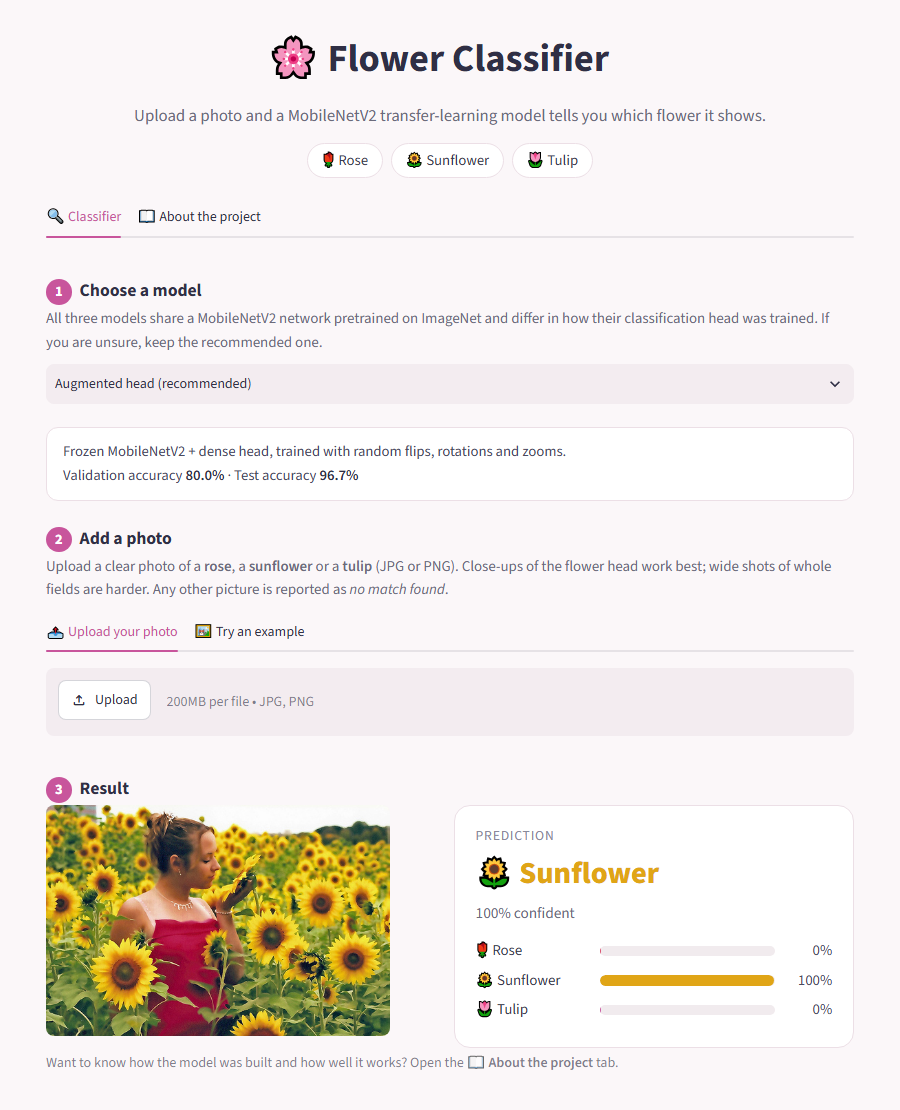 Flower Classifier
Upload a photo and a MobileNetV2 transfer-learning model tells you which flower it shows.
Rose Sunflower Tulip
Classifier About the project
1 Choose a model
All three models share a MobileNetV2 network pretrained on ImageNet and differ in how their classification head was trained. If
you are unsure, keep the recommended one.
Augmented head (recommended)
Frozen MobileNetV2 + dense head, trained with random flips, rotations and zooms.
Validation accuracy 80.0% · Test accuracy 96.7%
2 Add a photo
Upload a clear photo of a rose, a sunflower or a tulip (JPG or PNG). Close-ups of the flower head work best; wide shots of whole
fields are harder. Any other picture is reported as no match found.
Upload your photo Try an example
Upload 200MB per file • JPG, PNG
3 Result
PREDICTION
Sunflower
100% confident
Rose 0%
Sunflower 100%
Tulip 0%
Want to know how the model was built and how well it works? Open the About the project tab.